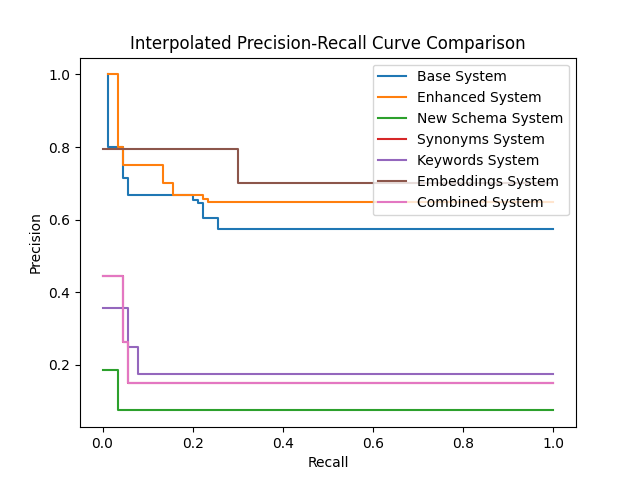 Interpolated Precision-Recall Curve Comparison
Base System
Enhanced System
New Schema System
Synonyms System
Keywords System
Embeddings System
Combined System
Precision
1.0
0.8
0.6
0.4
0.2
0.0 0.2 0.4 0.6 0.8 1.0
Recall